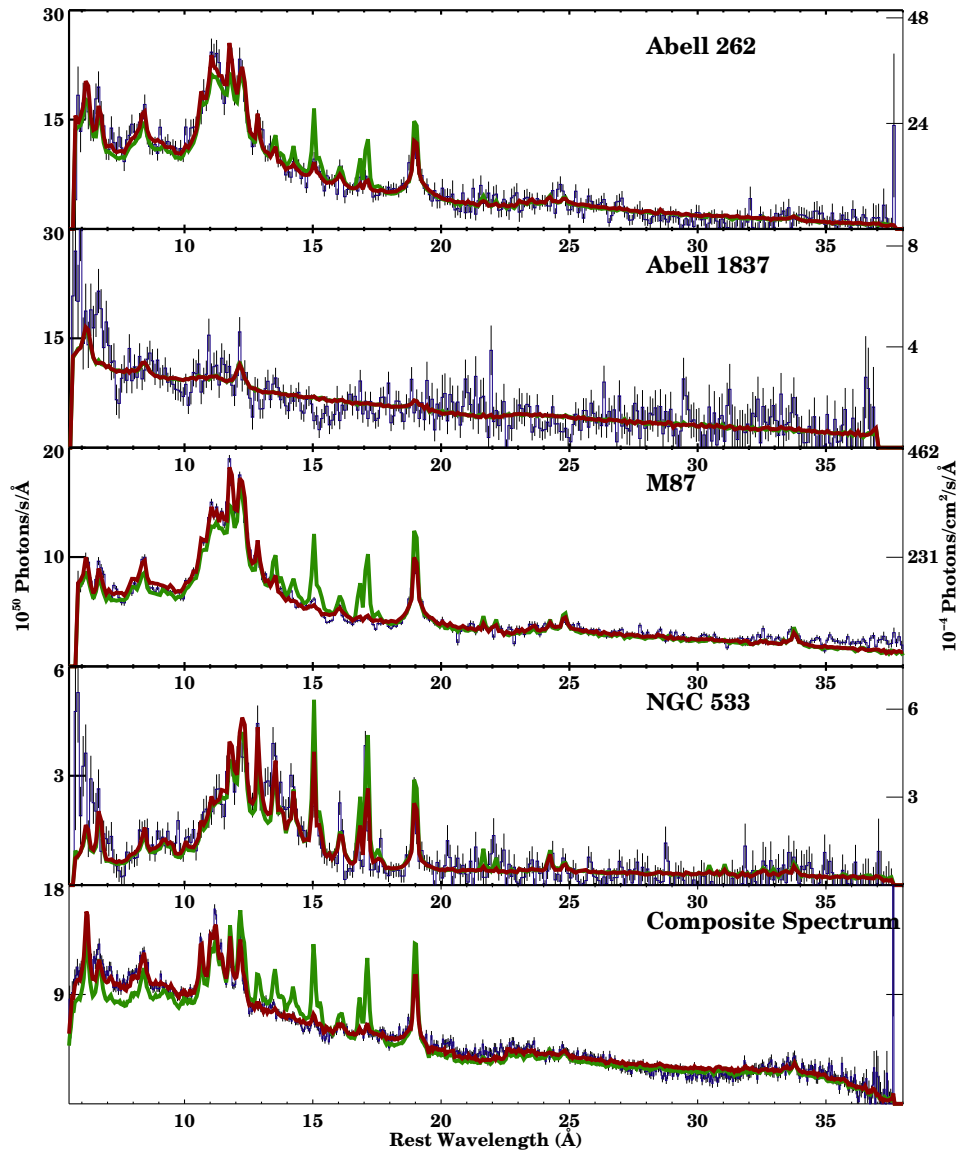 30
48
Abell 262
15
24
10 15 20 25 30 35
30
8
Abell 1837
15
4
10 15 20 25 30 35
20
462
M87
10
231
10 15 20 25 30 35
6
6
NGC 533
3
3
10 15 20 25 30 35
18
Composite Spectrum
9
10 15 20 25 30 35
Rest Wavelength (Å)
10⁵⁰ Photons/s/Å
10⁻⁴ Photons/cm²/s/Å